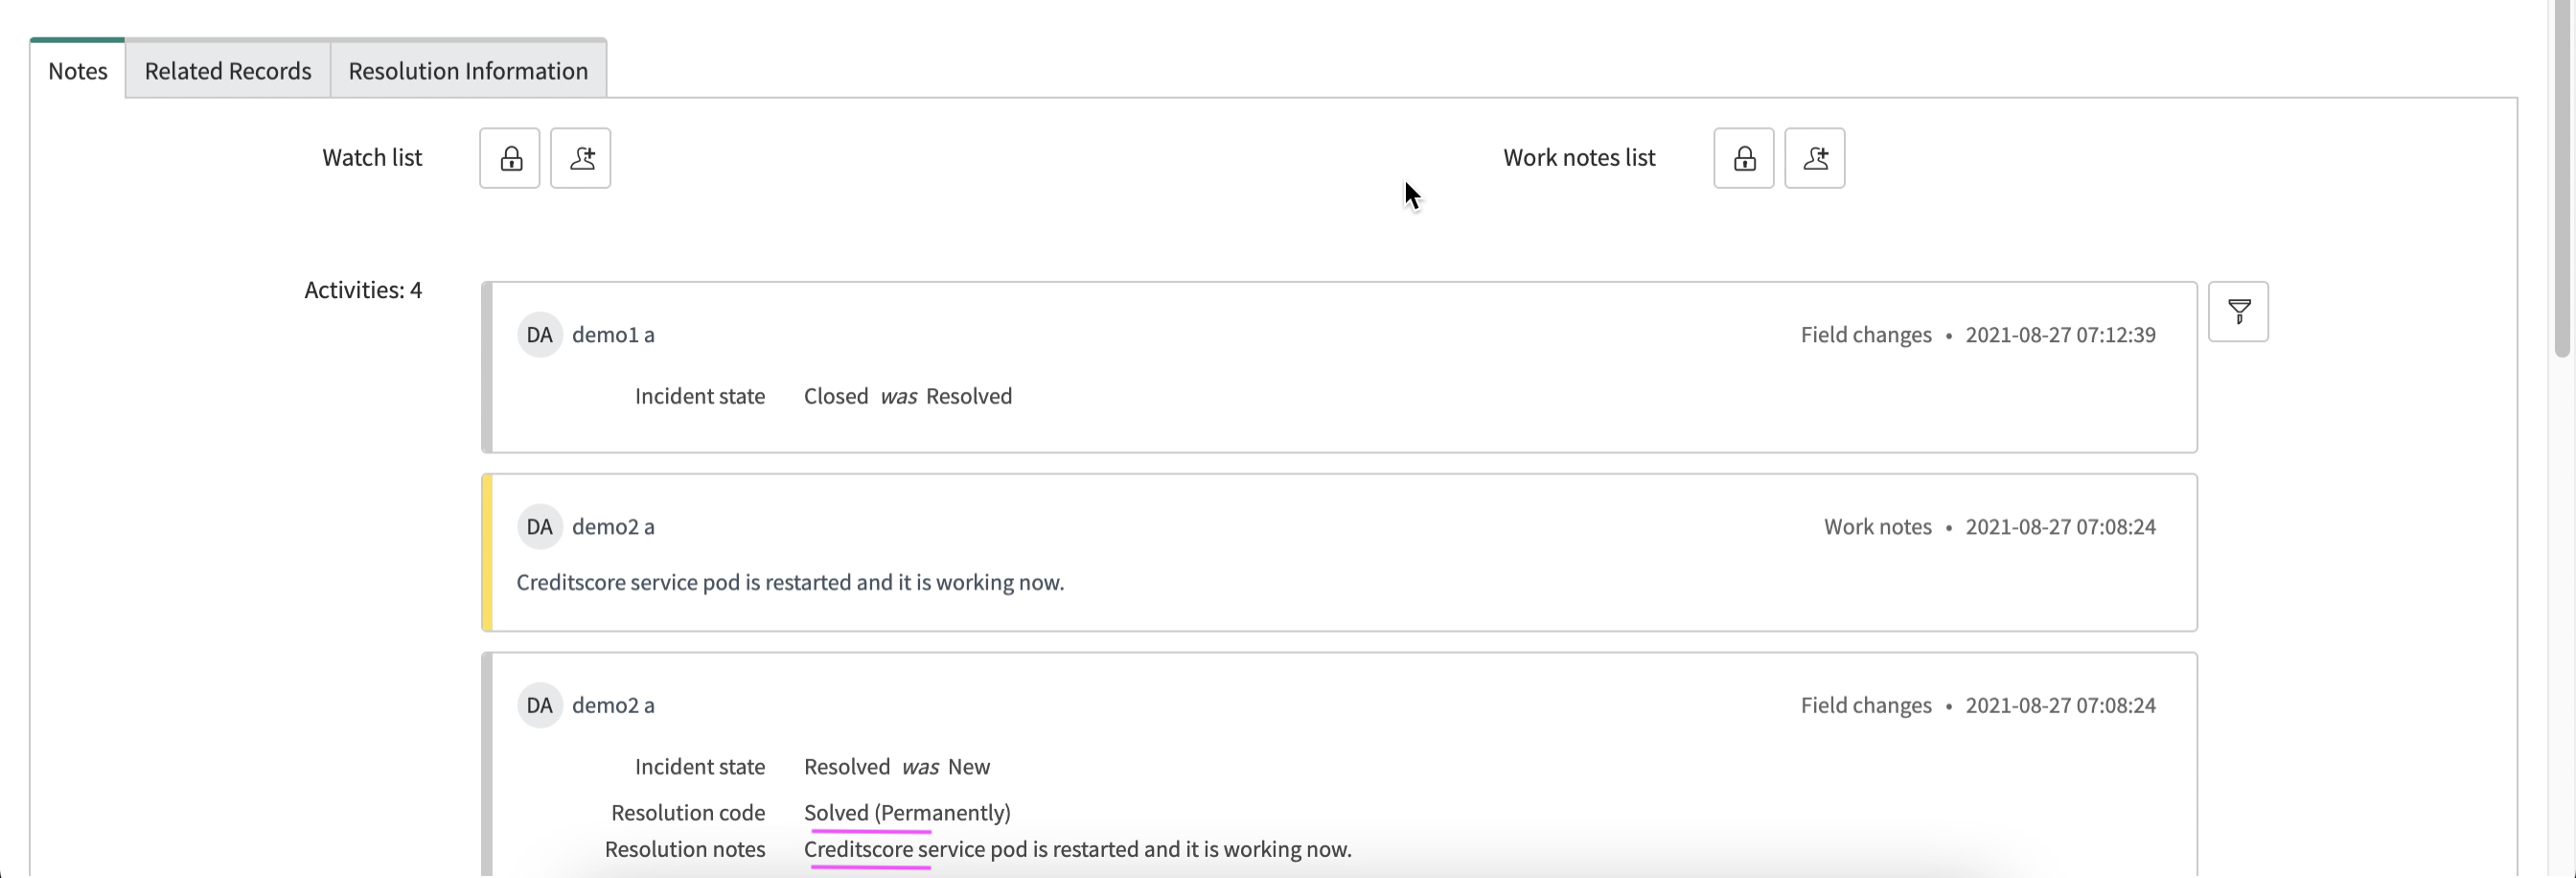 Notes Related Records Resolution Information
Watch list Work notes list
Activities: 4
DA demo1 a Field changes • 2021-08-27 07:12:39
Incident state Closed was Resolved
DA demo2 a Work notes • 2021-08-27 07:08:24
Creditscore service pod is restarted and it is working now.
DA demo2 a Field changes • 2021-08-27 07:08:24
Incident state Resolved was New
Resolution code Solved (Permanently)
Resolution notes Creditscore service pod is restarted and it is working now.